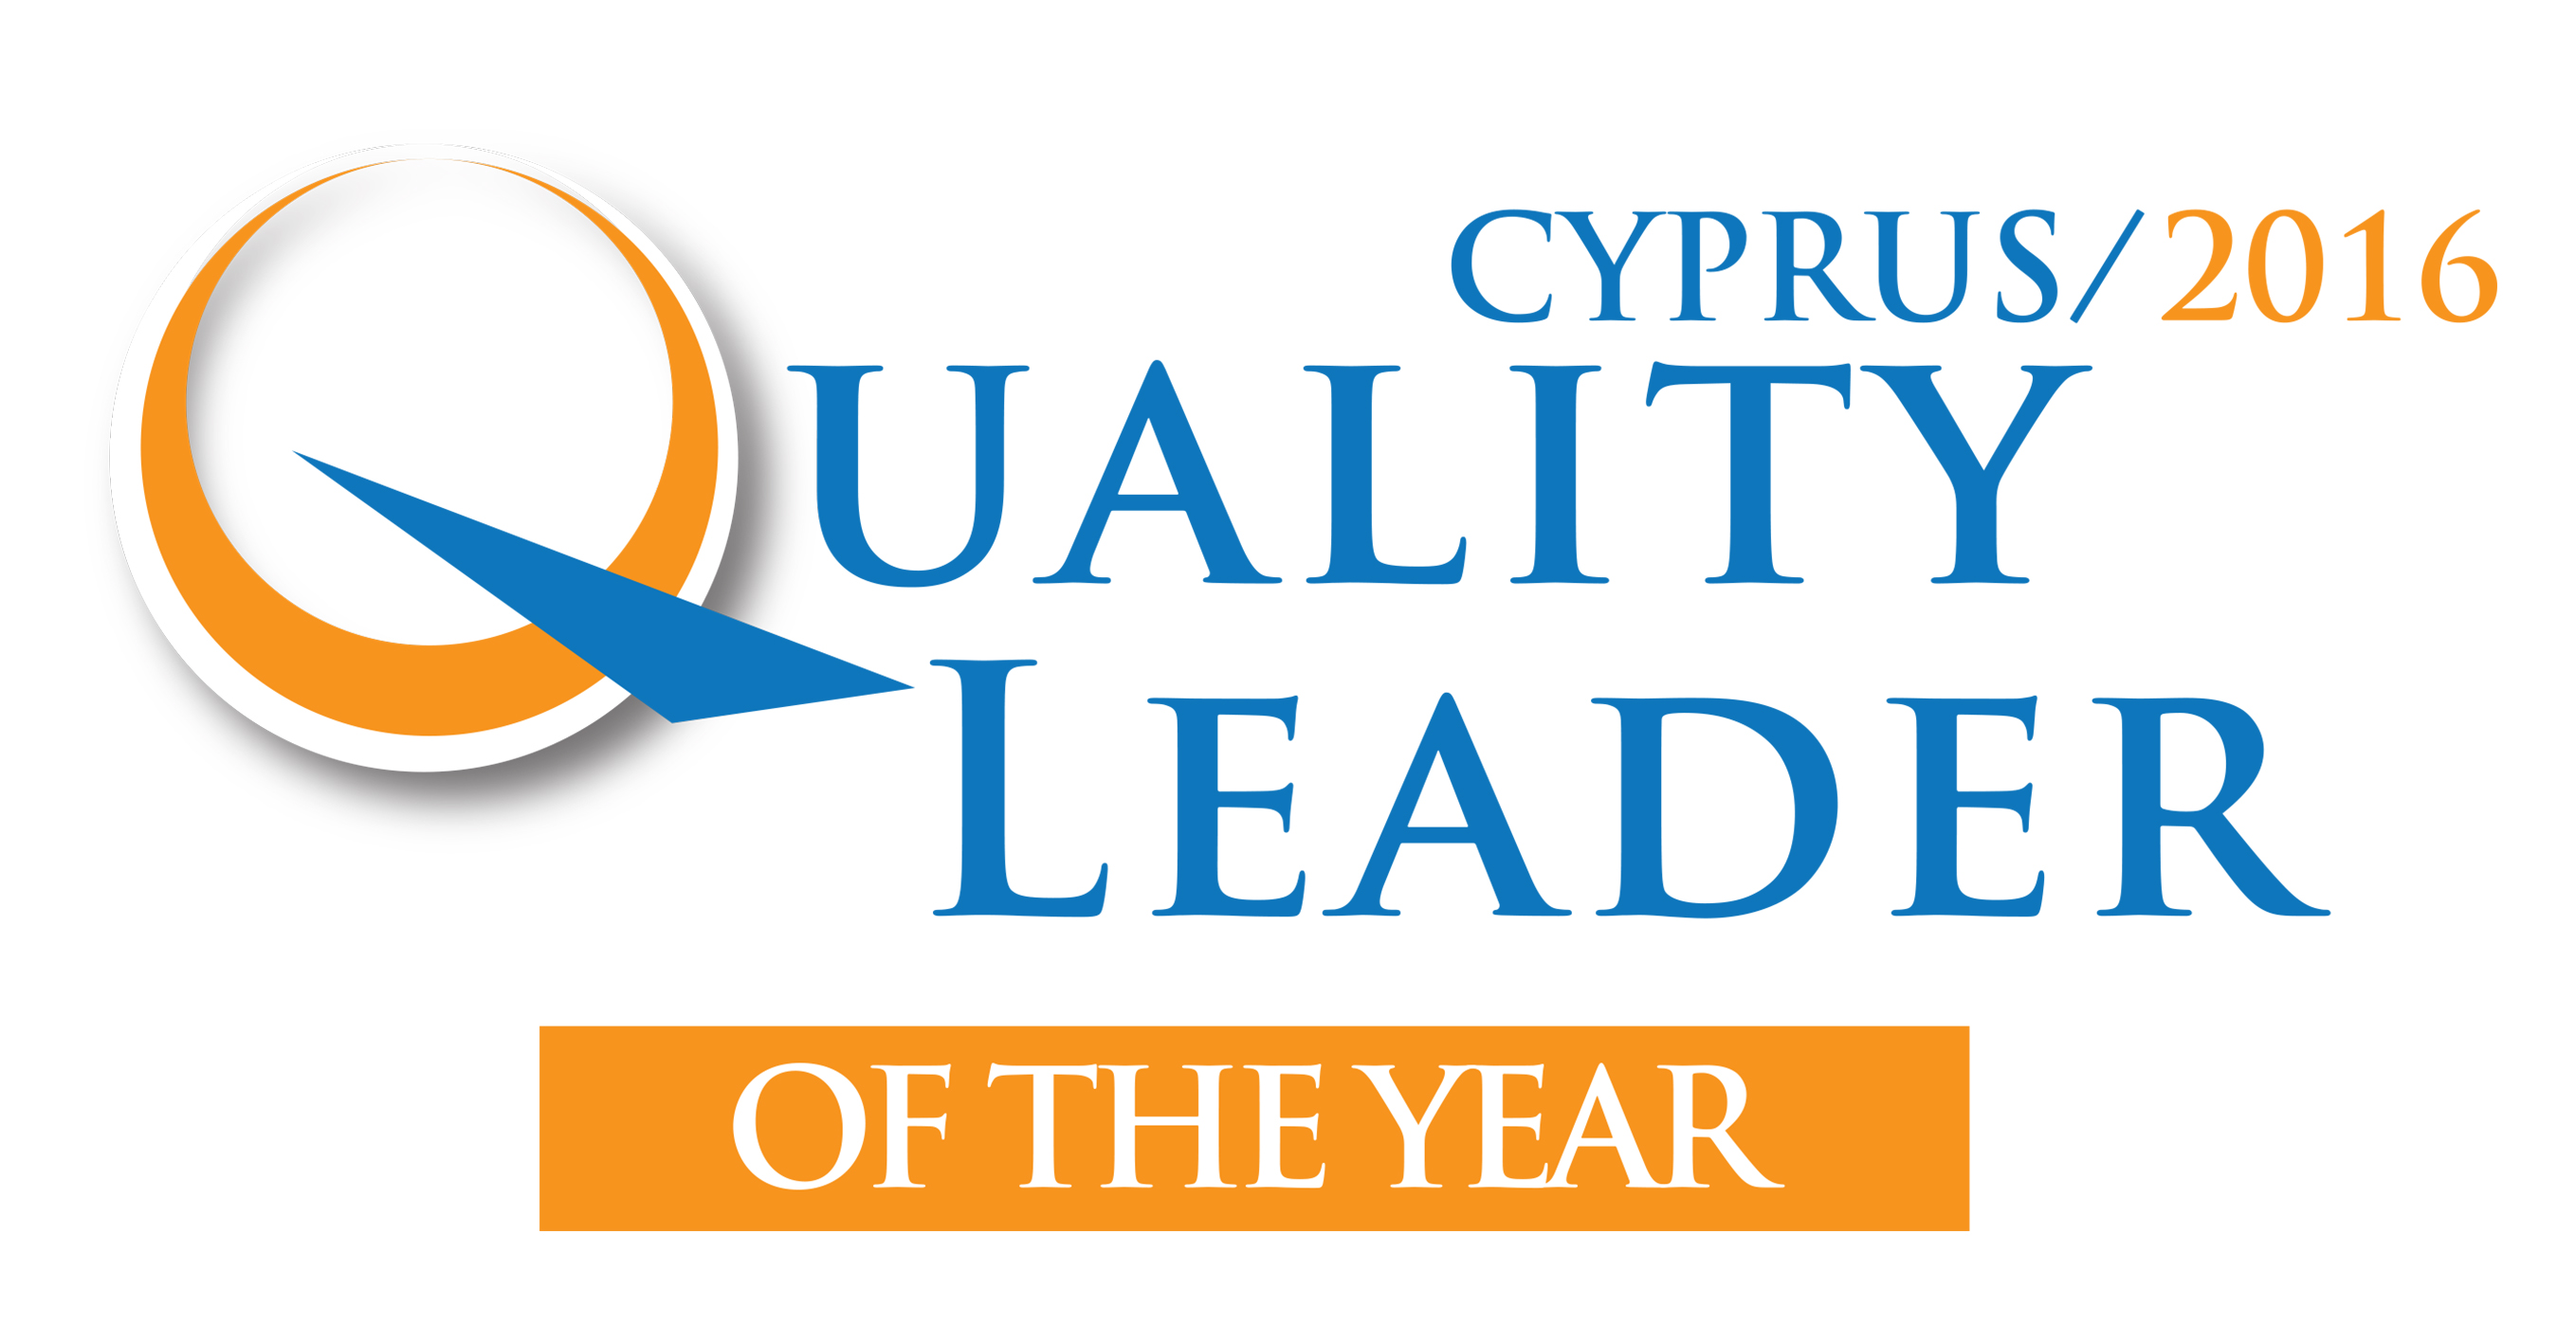 CYPRUS/2016
QUALITY
LEADER
OF THE YEAR